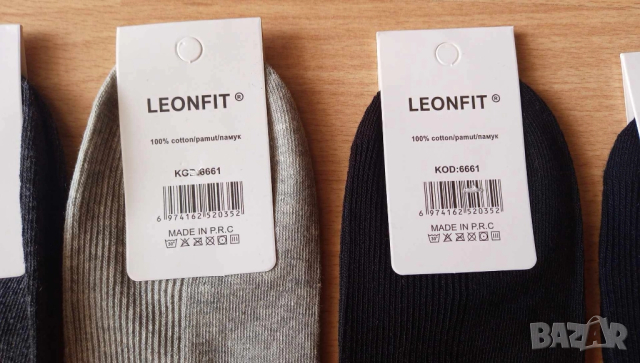 LEONFIT ®
100% cotton/pamut/памук
KOD:6661
6 974162 520352
MADE IN P.R.C
LEONFIT ®
100% cotton/pamut/памук
KOD:6661
6 974162 520352
MADE IN P.R.C
BAZAR